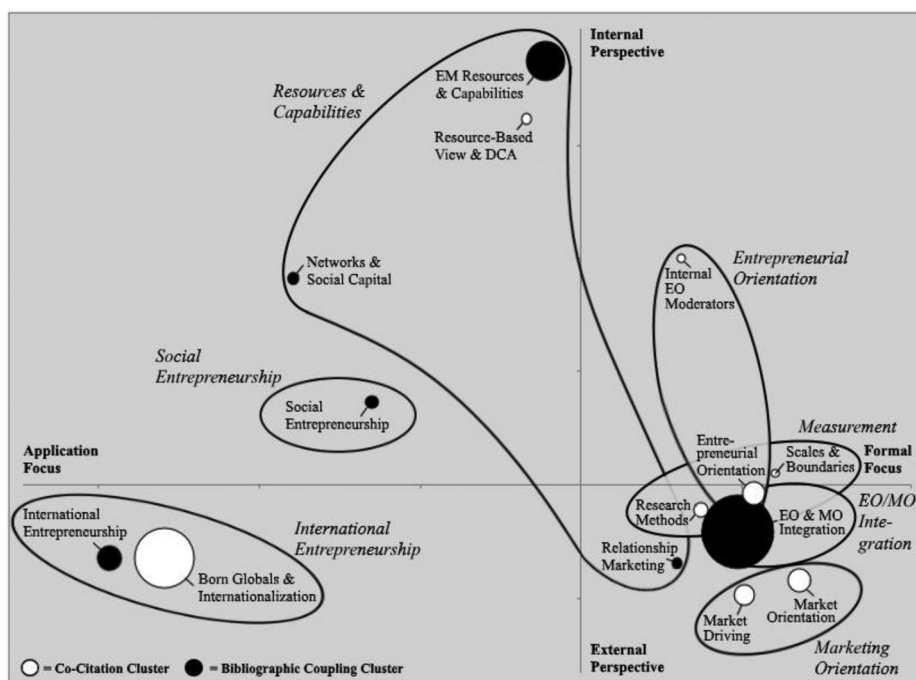 Internal
Perspective
EM Resources
& Capabilities
Resources &
Capabilities
Resource-Based
View & DCA
Networks &
Social Capital
Internal
EO
Moderators
Entrepreneurial
Orientation
Social
Entrepreneurship
Social
Entrepreneurship
Measurement
Application
Focus
Entre-
preneurial
Orientation
Scales &
Boundaries
Formal
Focus
International
Entrepreneurship
International
Entrepreneurship
Born Globals &
Internationalization
Research
Methods
EO & MO
Integration
EO/MO
Inte-
gration
Relationship
Marketing
Market
Driving
Market
Orientation
Marketing
Orientation
External
Perspective
= Co-Citation Cluster
= Bibliographic Coupling Cluster